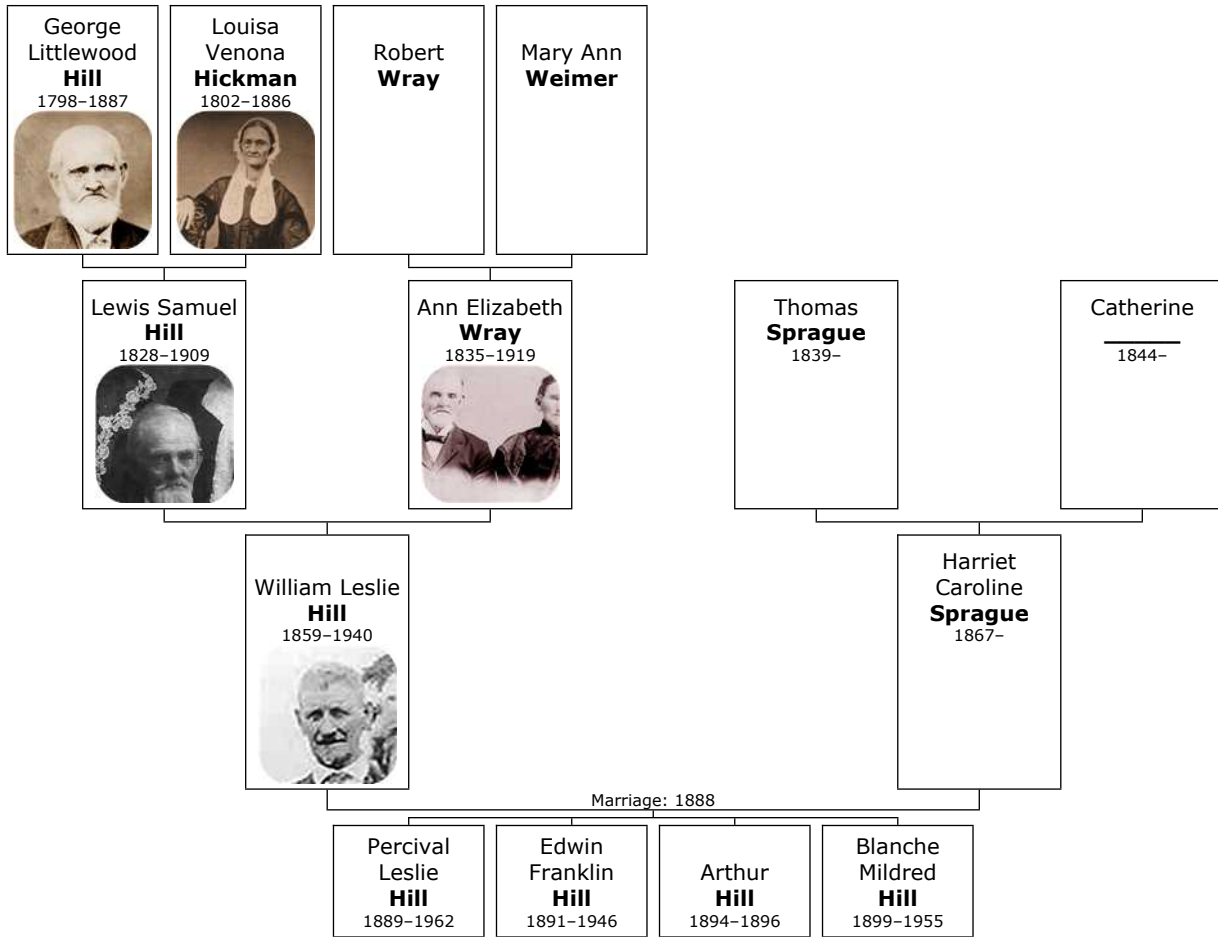 George
Littlewood
Hill
1798–1887
Louisa
Venona
Hickman
1802–1886
Robert
Wray
Mary Ann
Weimer
Lewis Samuel
Hill
1828–1909
Ann Elizabeth
Wray
1835–1919
Thomas
Sprague
1839–
Catherine
______
1844–
William Leslie
Hill
1859–1940
Harriet
Caroline
Sprague
1867–
Marriage: 1888
Percival
Leslie
Hill
1889–1962
Edwin
Franklin
Hill
1891–1946
Arthur
Hill
1894–1896
Blanche
Mildred
Hill
1899–1955